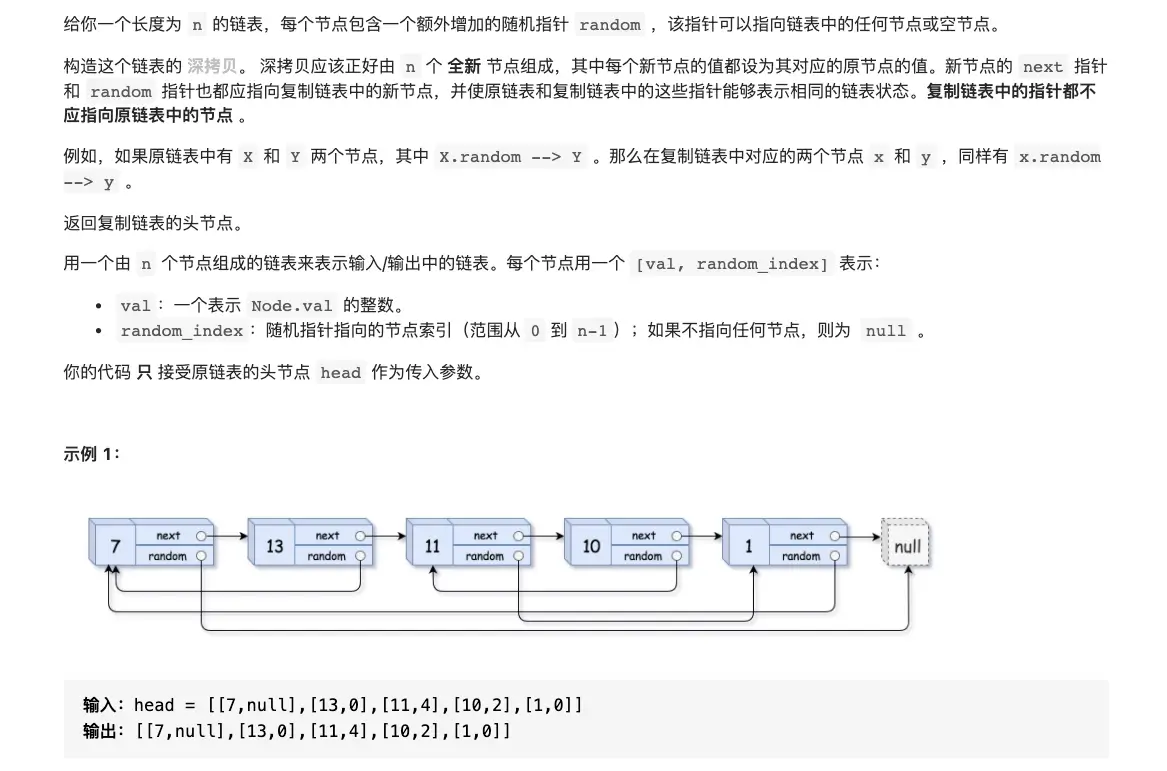 给你一个长度为 n 的链表，每个节点包含一个额外增加的随机指针 random ，该指针可以指向链表中的任何节点或空节点。
构造这个链表的 深拷贝。 深拷贝应该正好由 n 个 全新 节点组成，其中每个新节点的值都设为其对应的原节点的值。新节点的 next 指针
和 random 指针也都应指向复制链表中的新节点，并使原链表和复制链表中的这些指针能够表示相同的链表状态。复制链表中的指针都不
应指向原链表中的节点 。
例如，如果原链表中有 X 和 Y 两个节点，其中 X.random --> Y 。那么在复制链表中对应的两个节点 x 和 y ，同样有 x.random
--> y 。
返回复制链表的头节点。
用一个由 n 个节点组成的链表来表示输入/输出中的链表。每个节点用一个 [val, random_index] 表示：
• val：一个表示 Node.val 的整数。
• random_index：随机指针指向的节点索引（范围从 0 到 n-1）；如果不指向任何节点，则为 null 。
你的代码 只 接受原链表的头节点 head 作为传入参数。
示例 1：
7 next random
13 next random
11 next random
10 next random
1 next random
null
输入：head = [[7,null],[13,0],[11,4],[10,2],[1,0]]
输出：[[7,null],[13,0],[11,4],[10,2],[1,0]]